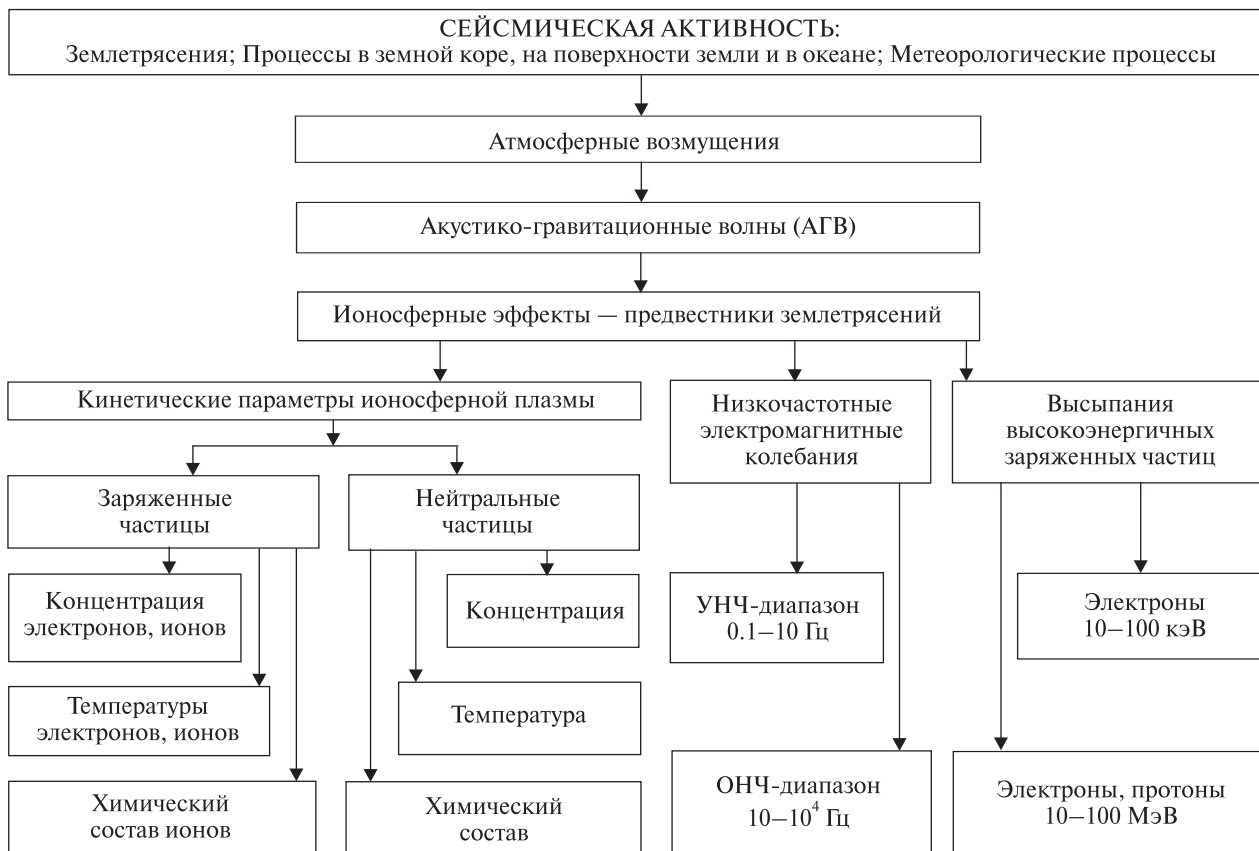 СЕЙСМИЧЕСКАЯ АКТИВНОСТЬ:
Землетрясения; Процессы в земной коре, на поверхности земли и в океане; Метеорологические процессы
Атмосферные возмущения
Акустико-гравитационные волны (АГВ)
Ионосферные эффекты — предвестники землетрясений
Кинетические параметры ионосферной плазмы
Заряженные
частицы
Концентрация
электронов, ионов
Температуры
электронов, ионов
Химический
состав ионов
Нейтральные
частицы
Концентрация
Температура
Химический
состав
Низкочастотные
электромагнитные
колебания
УНЧ-диапазон
0.1–10 Гц
ОНЧ-диапазон
10–10⁴ Гц
Высыпания
высокоэнергичных
заряженных частиц
Электроны
10–100 кэВ
Электроны, протоны
10–100 МэВ